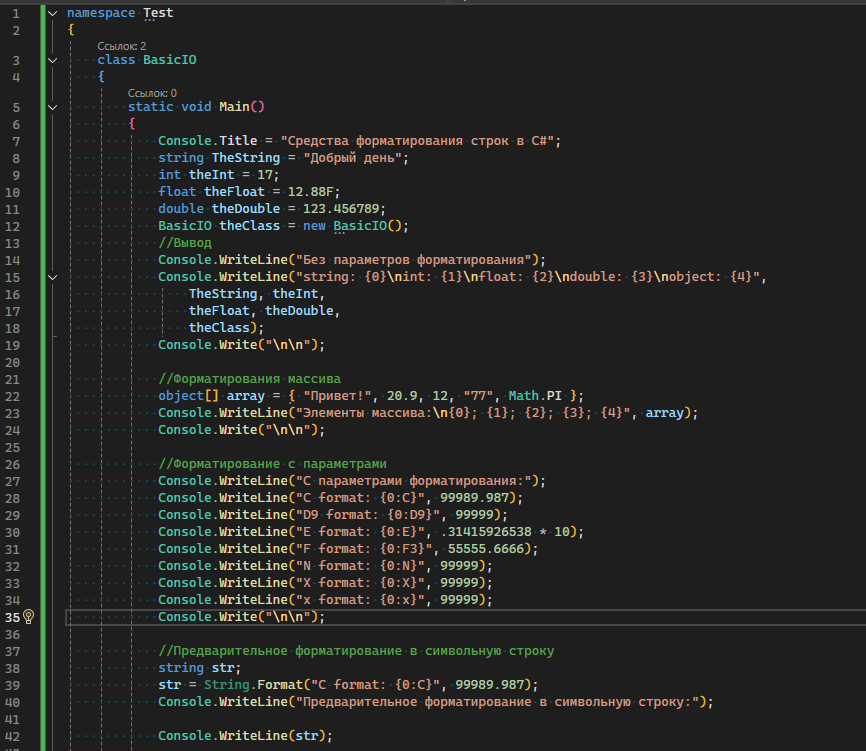 1 namespace Test
2 {
Ссылок: 2
3 class BasicIO
4 {
Ссылок: 0
5 static void Main()
6 {
7 Console.Title = "Средства форматирования строк в C#";
8 string TheString = "Добрый день";
9 int theInt = 17;
10 float theFloat = 12.88F;
11 double theDouble = 123.456789;
12 BasicIO theClass = new BasicIO();
13 //Вывод
14 Console.WriteLine("Без параметров форматирования");
15 Console.WriteLine("string: {0}\nint: {1}\nfloat: {2}\ndouble: {3}\nobject: {4}",
16 TheString, theInt,
17 theFloat, theDouble,
18 theClass);
19 Console.Write("\n\n");
20
21 //Форматирования массива
22 object[] array = { "Привет!", 20.9, 12, "77", Math.PI };
23 Console.WriteLine("Элементы массива:\n{0}; {1}; {2}; {3}; {4}", array);
24 Console.Write("\n\n");
25
26 //Форматирование с параметрами
27 Console.WriteLine("С параметрами форматирования:");
28 Console.WriteLine("C format: {0:C}", 99989.987);
29 Console.WriteLine("D9 format: {0:D9}", 99999);
30 Console.WriteLine("E format: {0:E}", .31415926538 * 10);
31 Console.WriteLine("F format: {0:F3}", 55555.6666);
32 Console.WriteLine("N format: {0:N}", 99999);
33 Console.WriteLine("X format: {0:X}", 99999);
34 Console.WriteLine("x format: {0:x}", 99999);
35 Console.Write("\n\n");
36
37 //Предварительное форматирование в символьную строку
38 string str;
39 str = String.Format("C format: {0:C}", 99989.987);
40 Console.WriteLine("Предварительное форматирование в символьную строку:");
41
42 Console.WriteLine(str);